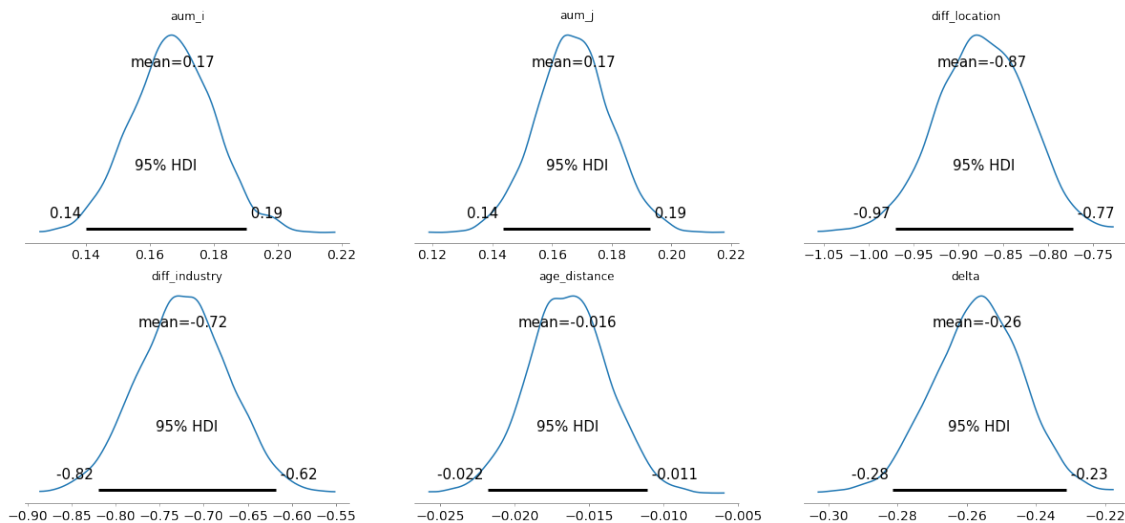 aum_i
aum_j
diff_location
mean=0.17
mean=0.17
mean=-0.87
95% HDI
95% HDI
95% HDI
0.14
0.19
0.14
0.19
-0.97
-0.77
0.14 0.16 0.18 0.20 0.22
0.12 0.14 0.16 0.18 0.20 0.22
−1.05 −1.00 −0.95 −0.90 −0.85 −0.80 −0.75
diff_industry
age_distance
delta
mean=-0.72
mean=-0.016
mean=-0.26
95% HDI
95% HDI
95% HDI
-0.82
-0.62
-0.022
-0.011
-0.28
-0.23
−0.90 −0.85 −0.80 −0.75 −0.70 −0.65 −0.60 −0.55
−0.025 −0.020 −0.015 −0.010 −0.005
−0.30 −0.28 −0.26 −0.24 −0.22